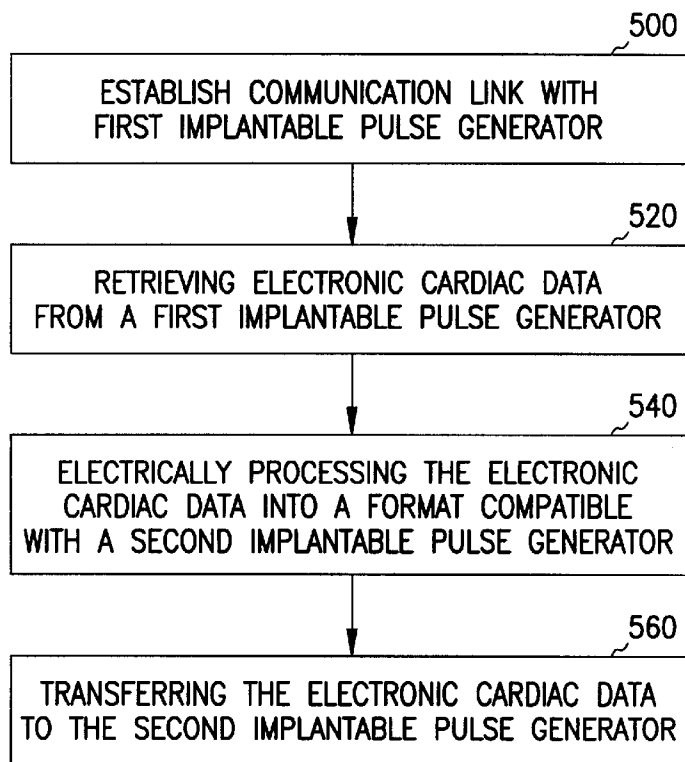 500
ESTABLISH COMMUNICATION LINK WITH
FIRST IMPLANTABLE PULSE GENERATOR
520
RETRIEVING ELECTRONIC CARDIAC DATA
FROM A FIRST IMPLANTABLE PULSE GENERATOR
540
ELECTRICALLY PROCESSING THE ELECTRONIC
CARDIAC DATA INTO A FORMAT COMPATIBLE
WITH A SECOND IMPLANTABLE PULSE GENERATOR
560
TRANSFERRING THE ELECTRONIC CARDIAC DATA
TO THE SECOND IMPLANTABLE PULSE GENERATOR